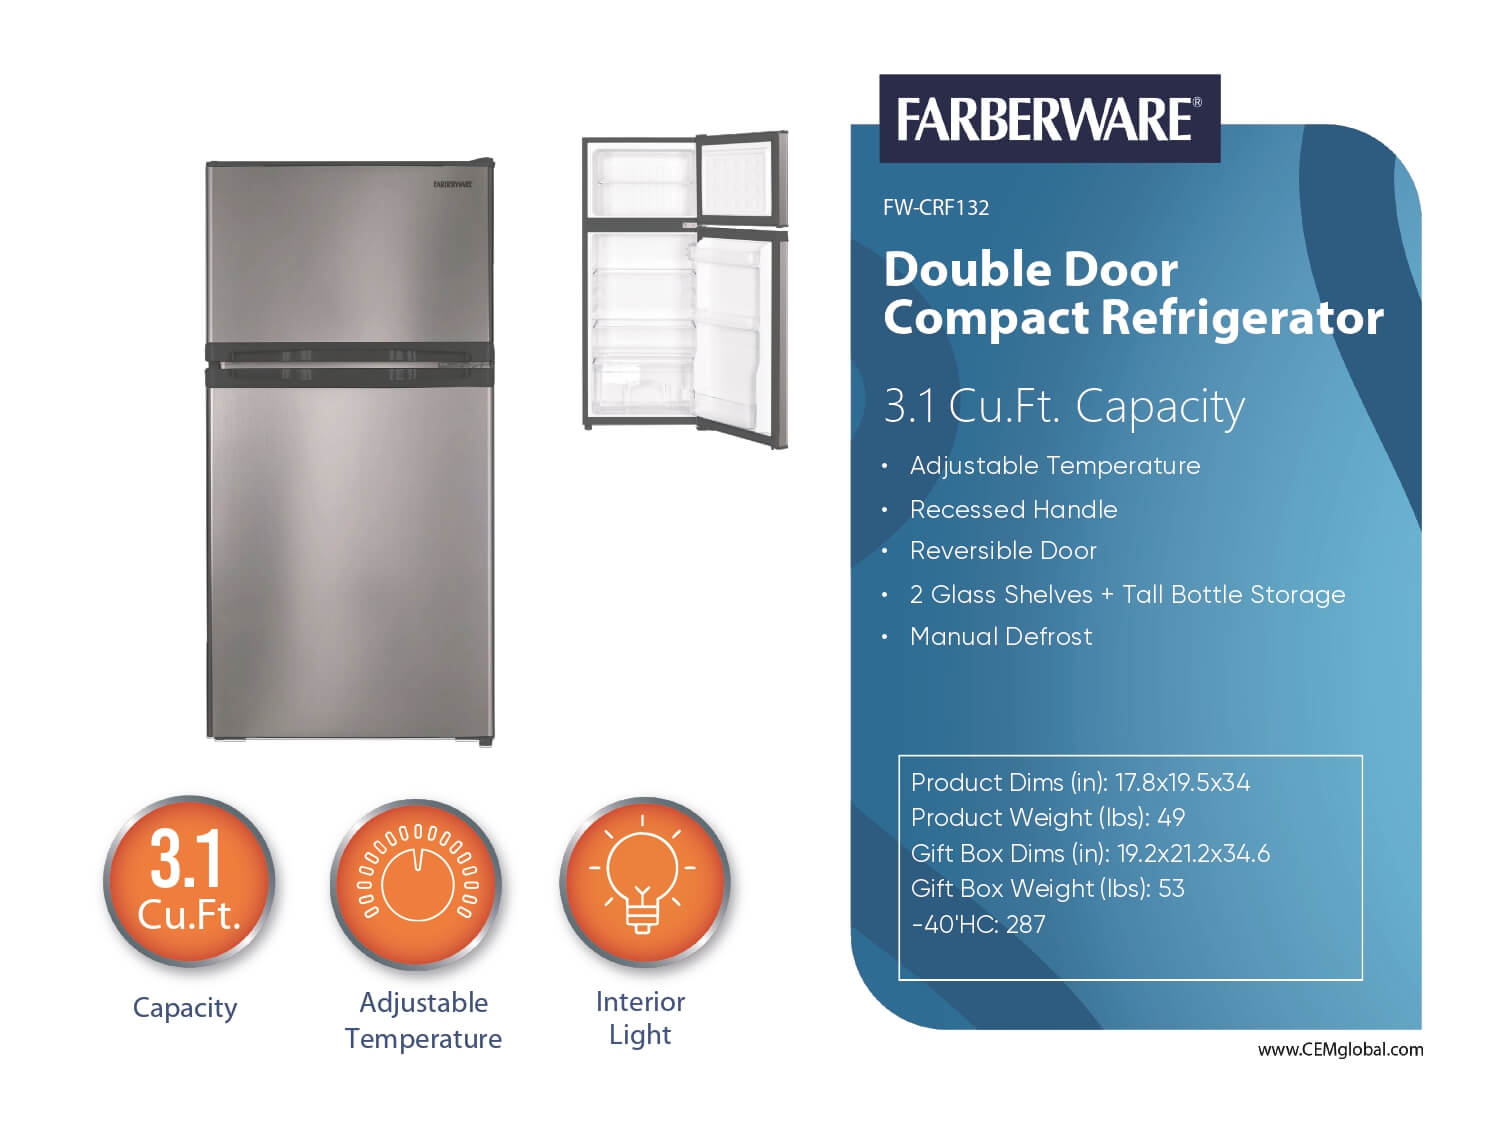 FARBERWARE®
FW-CRF132
Double Door
Compact Refrigerator
3.1 Cu.Ft. Capacity
• Adjustable Temperature
• Recessed Handle
• Reversible Door
• 2 Glass Shelves + Tall Bottle Storage
• Manual Defrost
Product Dims (in): 17.8x19.5x34
Product Weight (lbs): 49
Gift Box Dims (in): 19.2x21.2x34.6
Gift Box Weight (lbs): 53
-40'HC: 287
www.CEMglobal.com
FARBERWARE
3.1
Cu.Ft.
Capacity
Adjustable
Temperature
Interior
Light